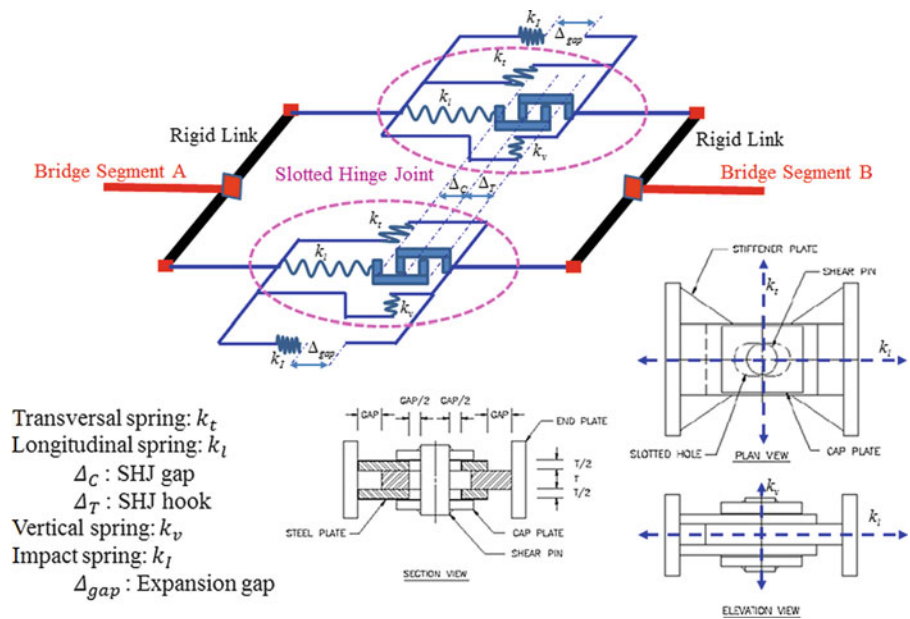 k_I
Δ_gap
k_t
k_l
k_v
Rigid Link
Rigid Link
Bridge Segment A
Slotted Hinge Joint
Bridge Segment B
Δ_C
Δ_T
k_t
k_l
k_v
k_I
Δ_gap
STIFFENER PLATE
SHEAR PIN
k_t
k_l
SLOTTED HOLE
CAP PLATE
PLAN VIEW
Transversal spring: k_t
Longitudinal spring: k_l
Δ_C : SHJ gap
Δ_T : SHJ hook
Vertical spring: k_v
Impact spring: k_I
Δ_gap : Expansion gap
GAP/2 GAP/2
GAP GAP
END PLATE
T/2
T
T/2
STEEL PLATE
CAP PLATE
SHEAR PIN
SECTION VIEW
k_v
k_l
ELEVATION VIEW